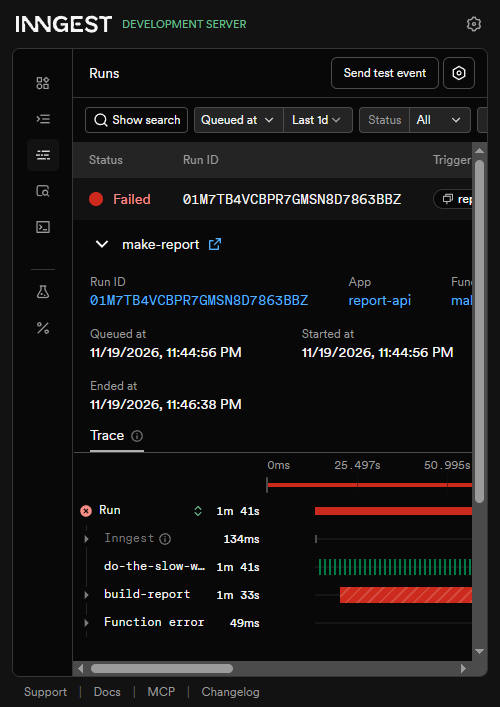 INNGEST DEVELOPMENT SERVER
Runs
Send test event
Show search
Queued at
Last 1d
Status
All
Status Run ID Trigger
Failed 01M7TB4VCBPR7GMSN8D7863BBZ rep
make-report
Run ID App Fun
01M7TB4VCBPR7GMSN8D7863BBZ report-api mal
Queued at Started at
11/19/2026, 11:44:56 PM 11/19/2026, 11:44:56 PM
Ended at
11/19/2026, 11:46:38 PM
Trace
0ms 25.497s 50.995s
Run 1m 41s
Inngest 134ms
do-the-slow-w… 1m 41s
build-report 1m 33s
Function error 49ms
Support | Docs | MCP | Changelog